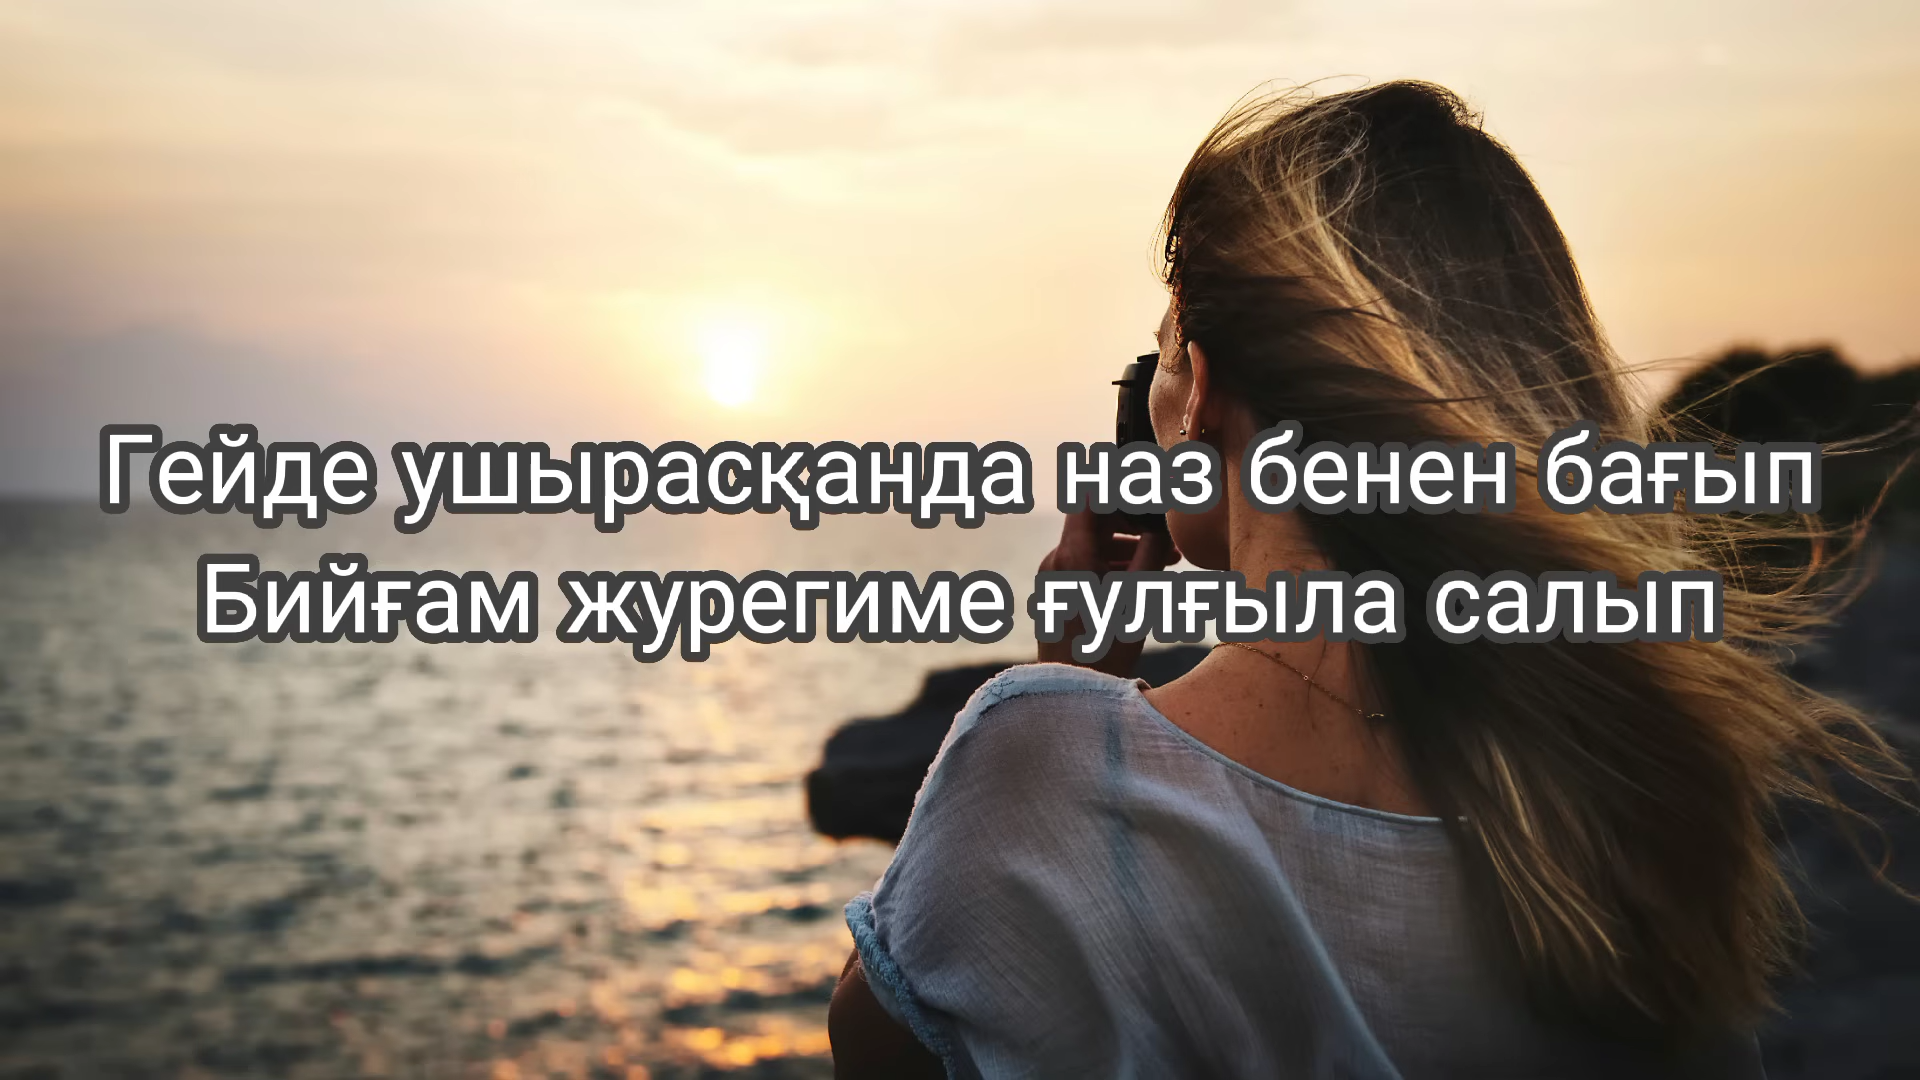 Гейде ушырасқанда наз бенен бағып
Бийғам журегиме ғулғыла салып